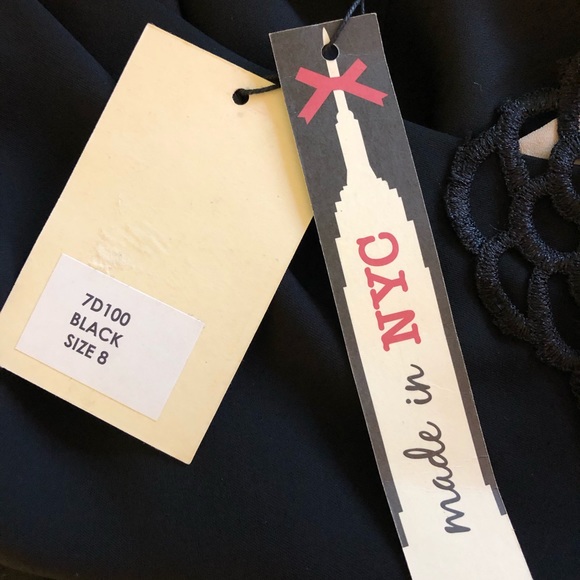 7D100
BLACK
SIZE 8
made in NYC